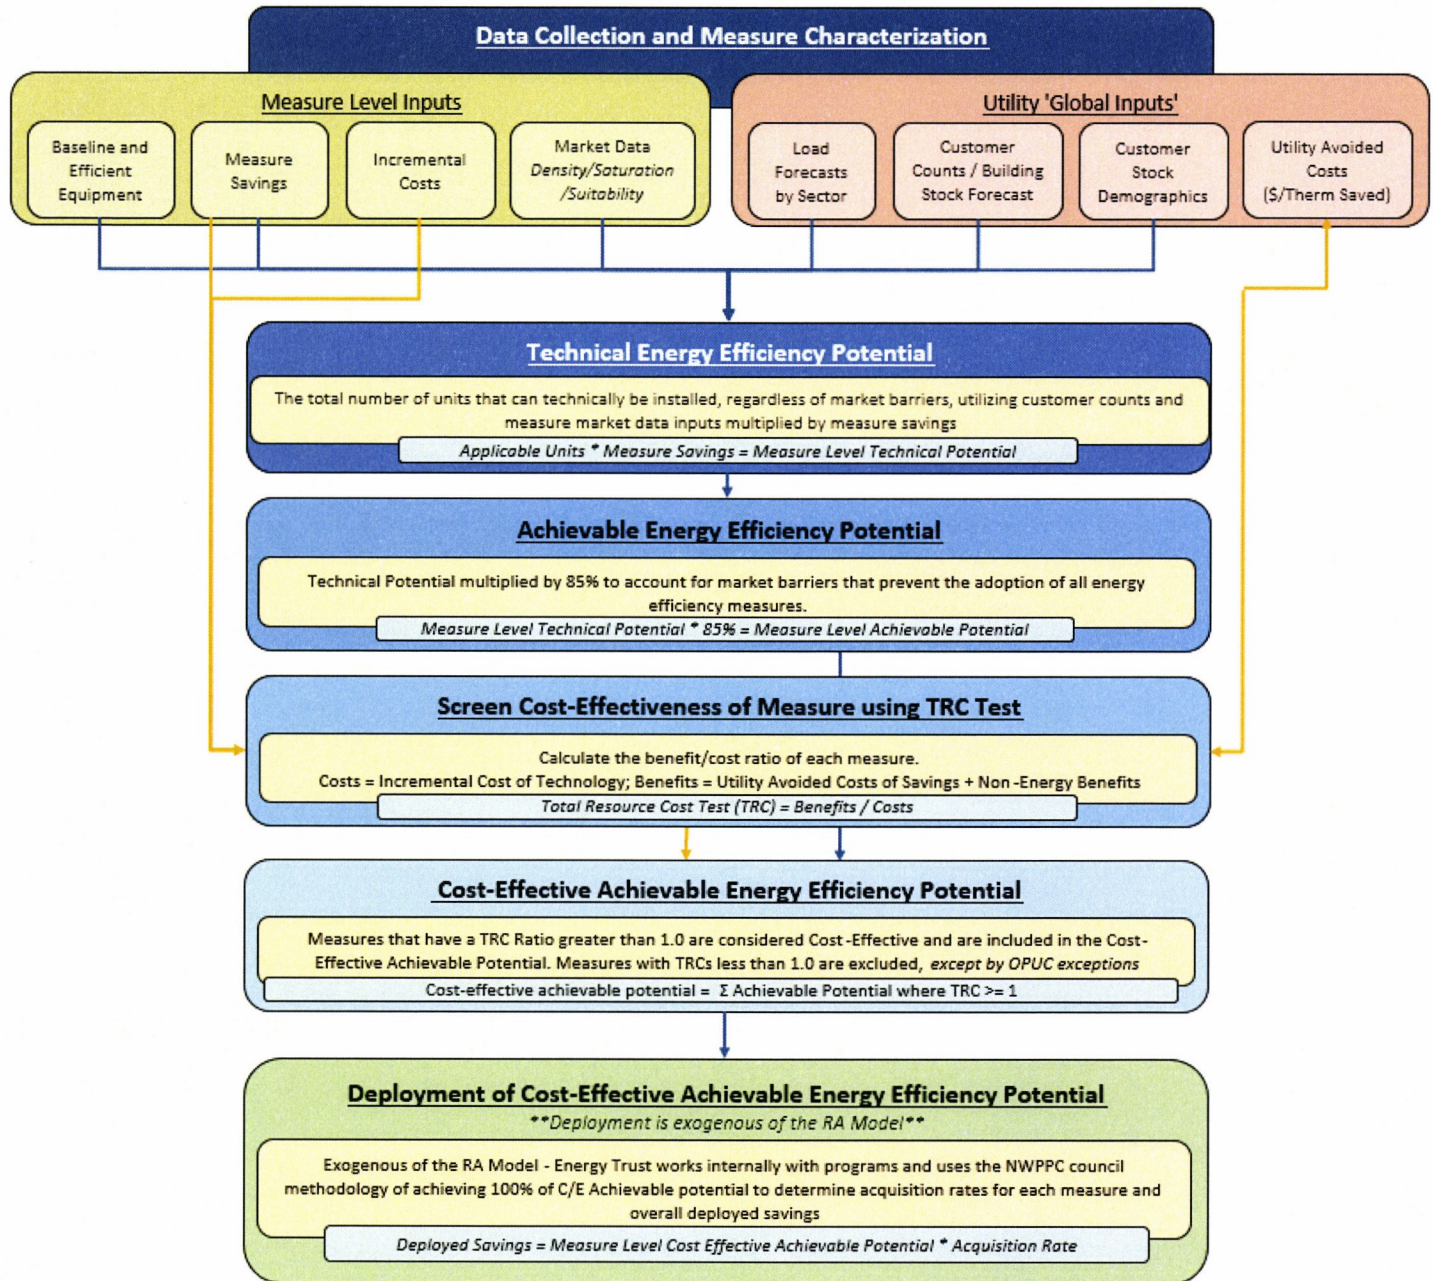 Data Collection and Measure Characterization
Measure Level Inputs
Baseline and
Efficient
Equipment
Measure
Savings
Incremental
Costs
Market Data
Density/Saturation
/Suitability
Utility 'Global Inputs'
Load
Forecasts
by Sector
Customer
Counts / Building
Stock Forecast
Customer
Stock
Demographics
Utility Avoided
Costs
($/Therm Saved)
Technical Energy Efficiency Potential
The total number of units that can technically be installed, regardless of market barriers, utilizing customer counts and
measure market data inputs multiplied by measure savings
Applicable Units * Measure Savings = Measure Level Technical Potential
Achievable Energy Efficiency Potential
Technical Potential multiplied by 85% to account for market barriers that prevent the adoption of all energy
efficiency measures.
Measure Level Technical Potential * 85% = Measure Level Achievable Potential
Screen Cost-Effectiveness of Measure using TRC Test
Calculate the benefit/cost ratio of each measure.
Costs = Incremental Cost of Technology; Benefits = Utility Avoided Costs of Savings + Non-Energy Benefits
Total Resource Cost Test (TRC) = Benefits / Costs
Cost-Effective Achievable Energy Efficiency Potential
Measures that have a TRC Ratio greater than 1.0 are considered Cost-Effective and are included in the Cost-
Effective Achievable Potential. Measures with TRCs less than 1.0 are excluded, except by OPUC exceptions
Cost-effective achievable potential = Σ Achievable Potential where TRC >= 1
Deployment of Cost-Effective Achievable Energy Efficiency Potential
**Deployment is exogenous of the RA Model**
Exogenous of the RA Model - Energy Trust works internally with programs and uses the NWPPC council
methodology of achieving 100% of C/E Achievable potential to determine acquisition rates for each measure and
overall deployed savings
Deployed Savings = Measure Level Cost Effective Achievable Potential * Acquisition Rate